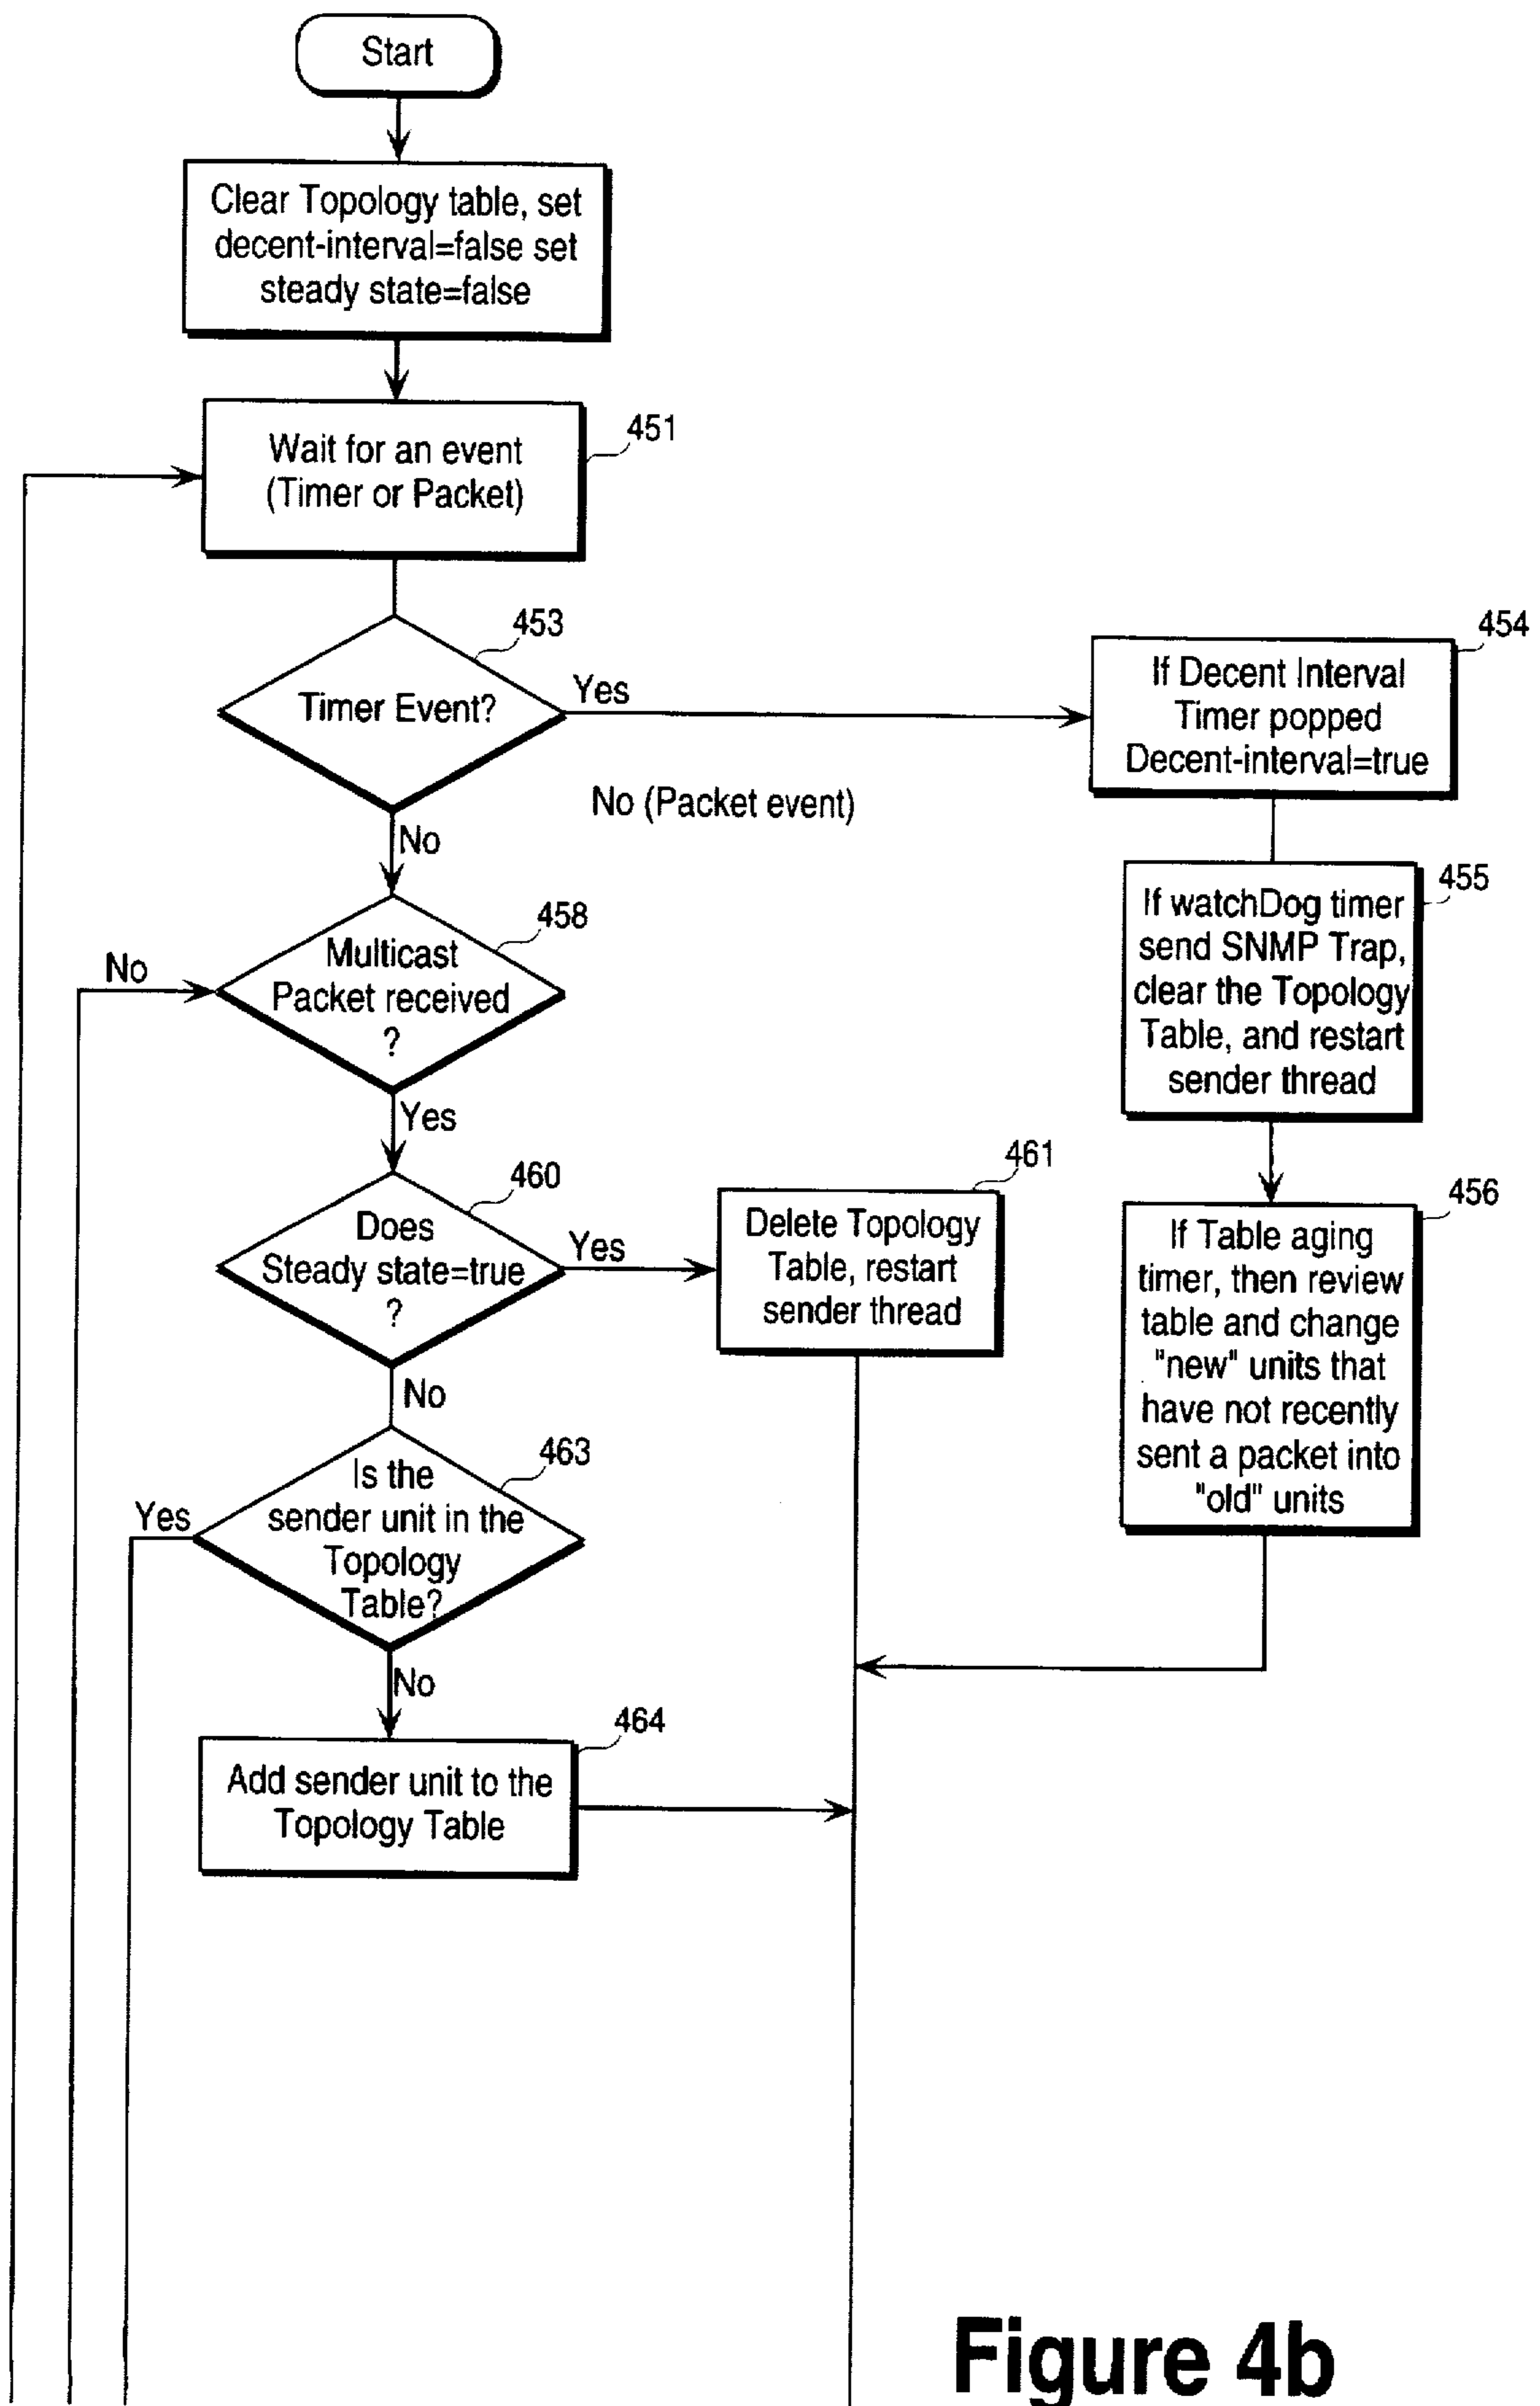 Start
Clear Topology table, set
decent-interval=false set
steady state=false
451
Wait for an event
(Timer or Packet)
453
Timer Event?
Yes
454
If Decent Interval
Timer popped
Decent-interval=true
No (Packet event)
No
455
If watchDog timer
send SNMP Trap,
clear the Topology
Table, and restart
sender thread
458
Multicast
Packet received
?
No
Yes
460
Does
Steady state=true
?
Yes
461
Delete Topology
Table, restart
sender thread
456
If Table aging
timer, then review
table and change
"new" units that
have not recently
sent a packet into
"old" units
No
463
Is the
sender unit in the
Topology
Table?
Yes
No
464
Add sender unit to the
Topology Table
Figure 4b